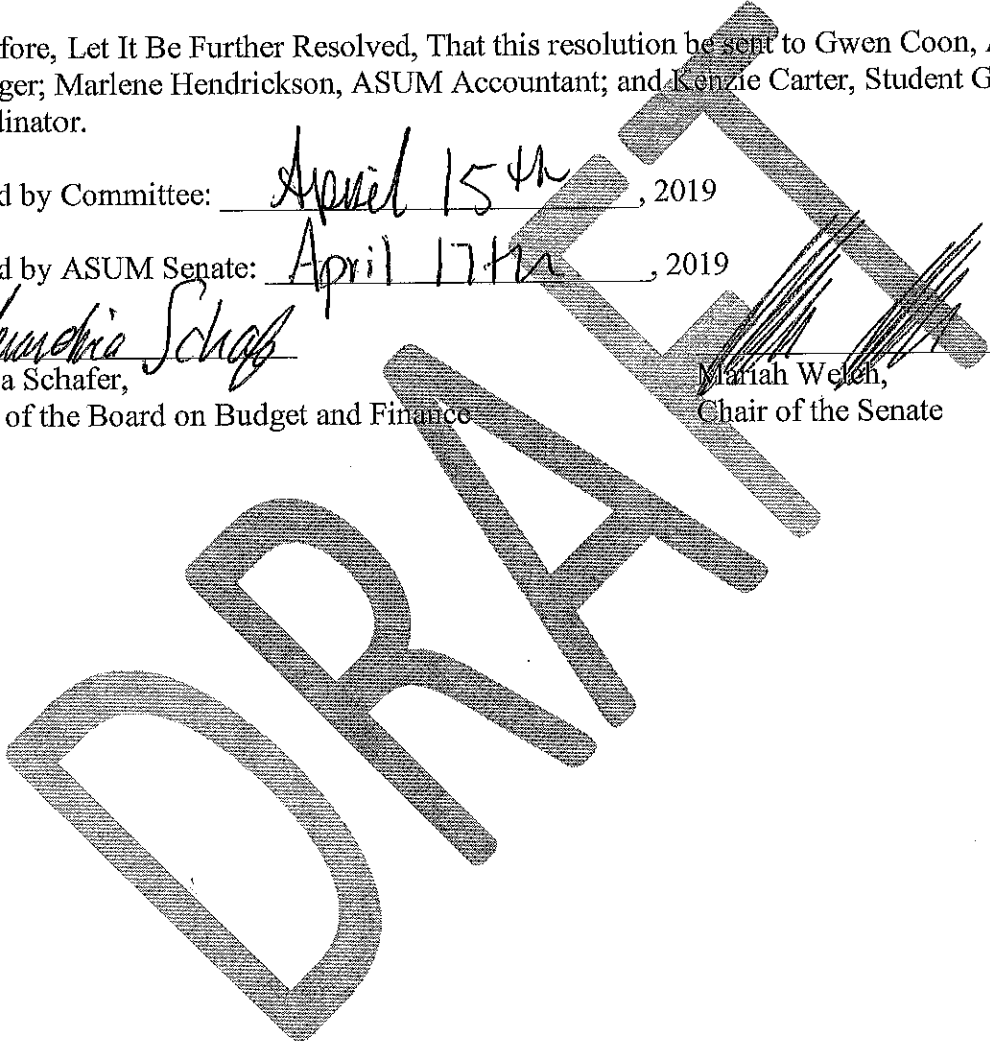 fore, Let It Be Further Resolved, That this resolution be sent to Gwen Coon, A
ger; Marlene Hendrickson, ASUM Accountant; and Kenzie Carter, Student G
dinator.
d by Committee: April 15th, 2019
d by ASUM Senate: April 17th, 2019
Schaf
a Schafer,
of the Board on Budget and Finance
Mariah Welch,
Chair of the Senate
DRAFT